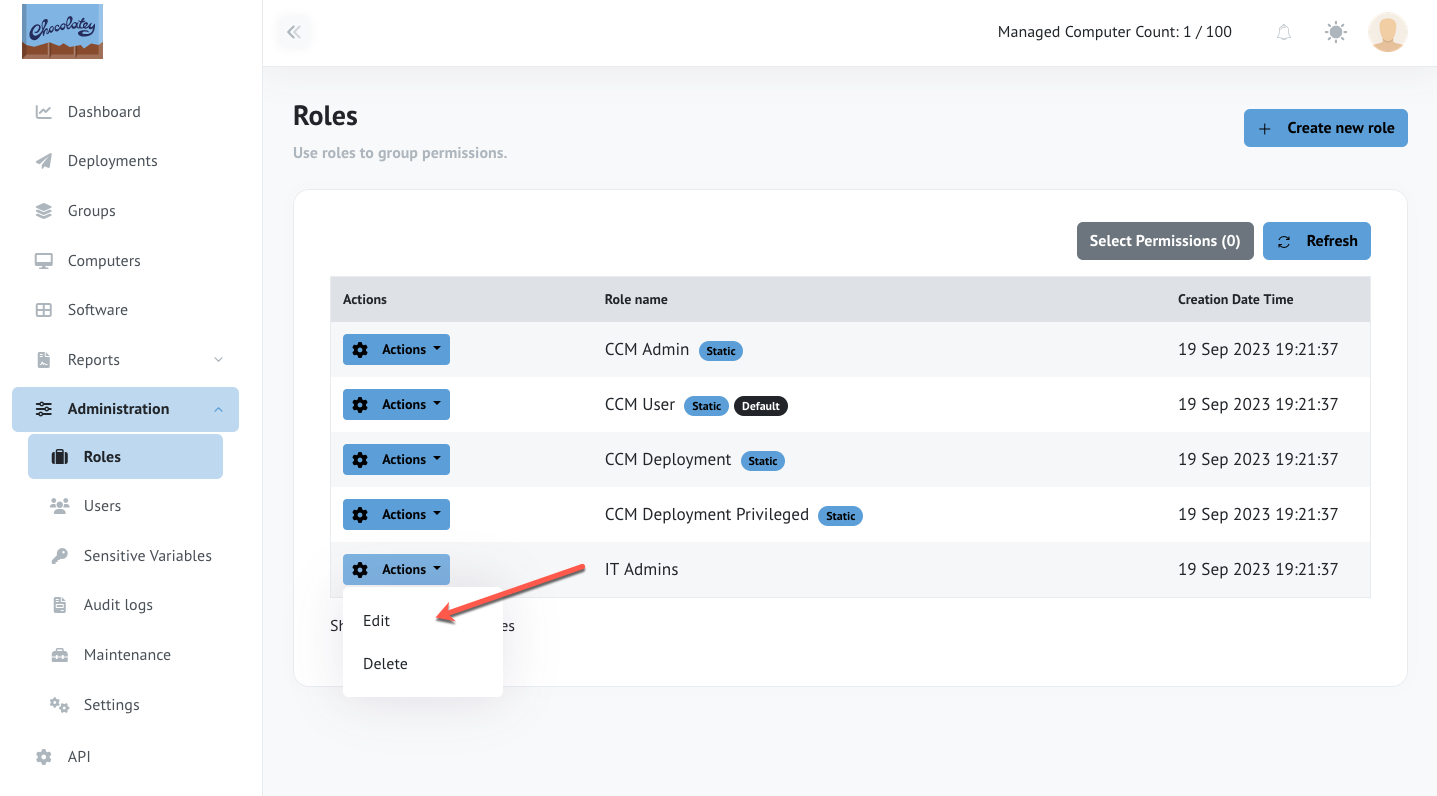 Chocolatey
Managed Computer Count: 1 / 100
Dashboard
Deployments
Groups
Computers
Software
Reports
Administration
Roles
Users
Sensitive Variables
Audit logs
Maintenance
Settings
API
Roles
Use roles to group permissions.
+ Create new role
Select Permissions (0) Refresh
Actions Role name Creation Date Time
Actions CCM Admin Static 19 Sep 2023 19:21:37
Actions CCM User Static Default 19 Sep 2023 19:21:37
Actions CCM Deployment Static 19 Sep 2023 19:21:37
Actions CCM Deployment Privileged Static 19 Sep 2023 19:21:37
Actions IT Admins 19 Sep 2023 19:21:37
Edit
Delete